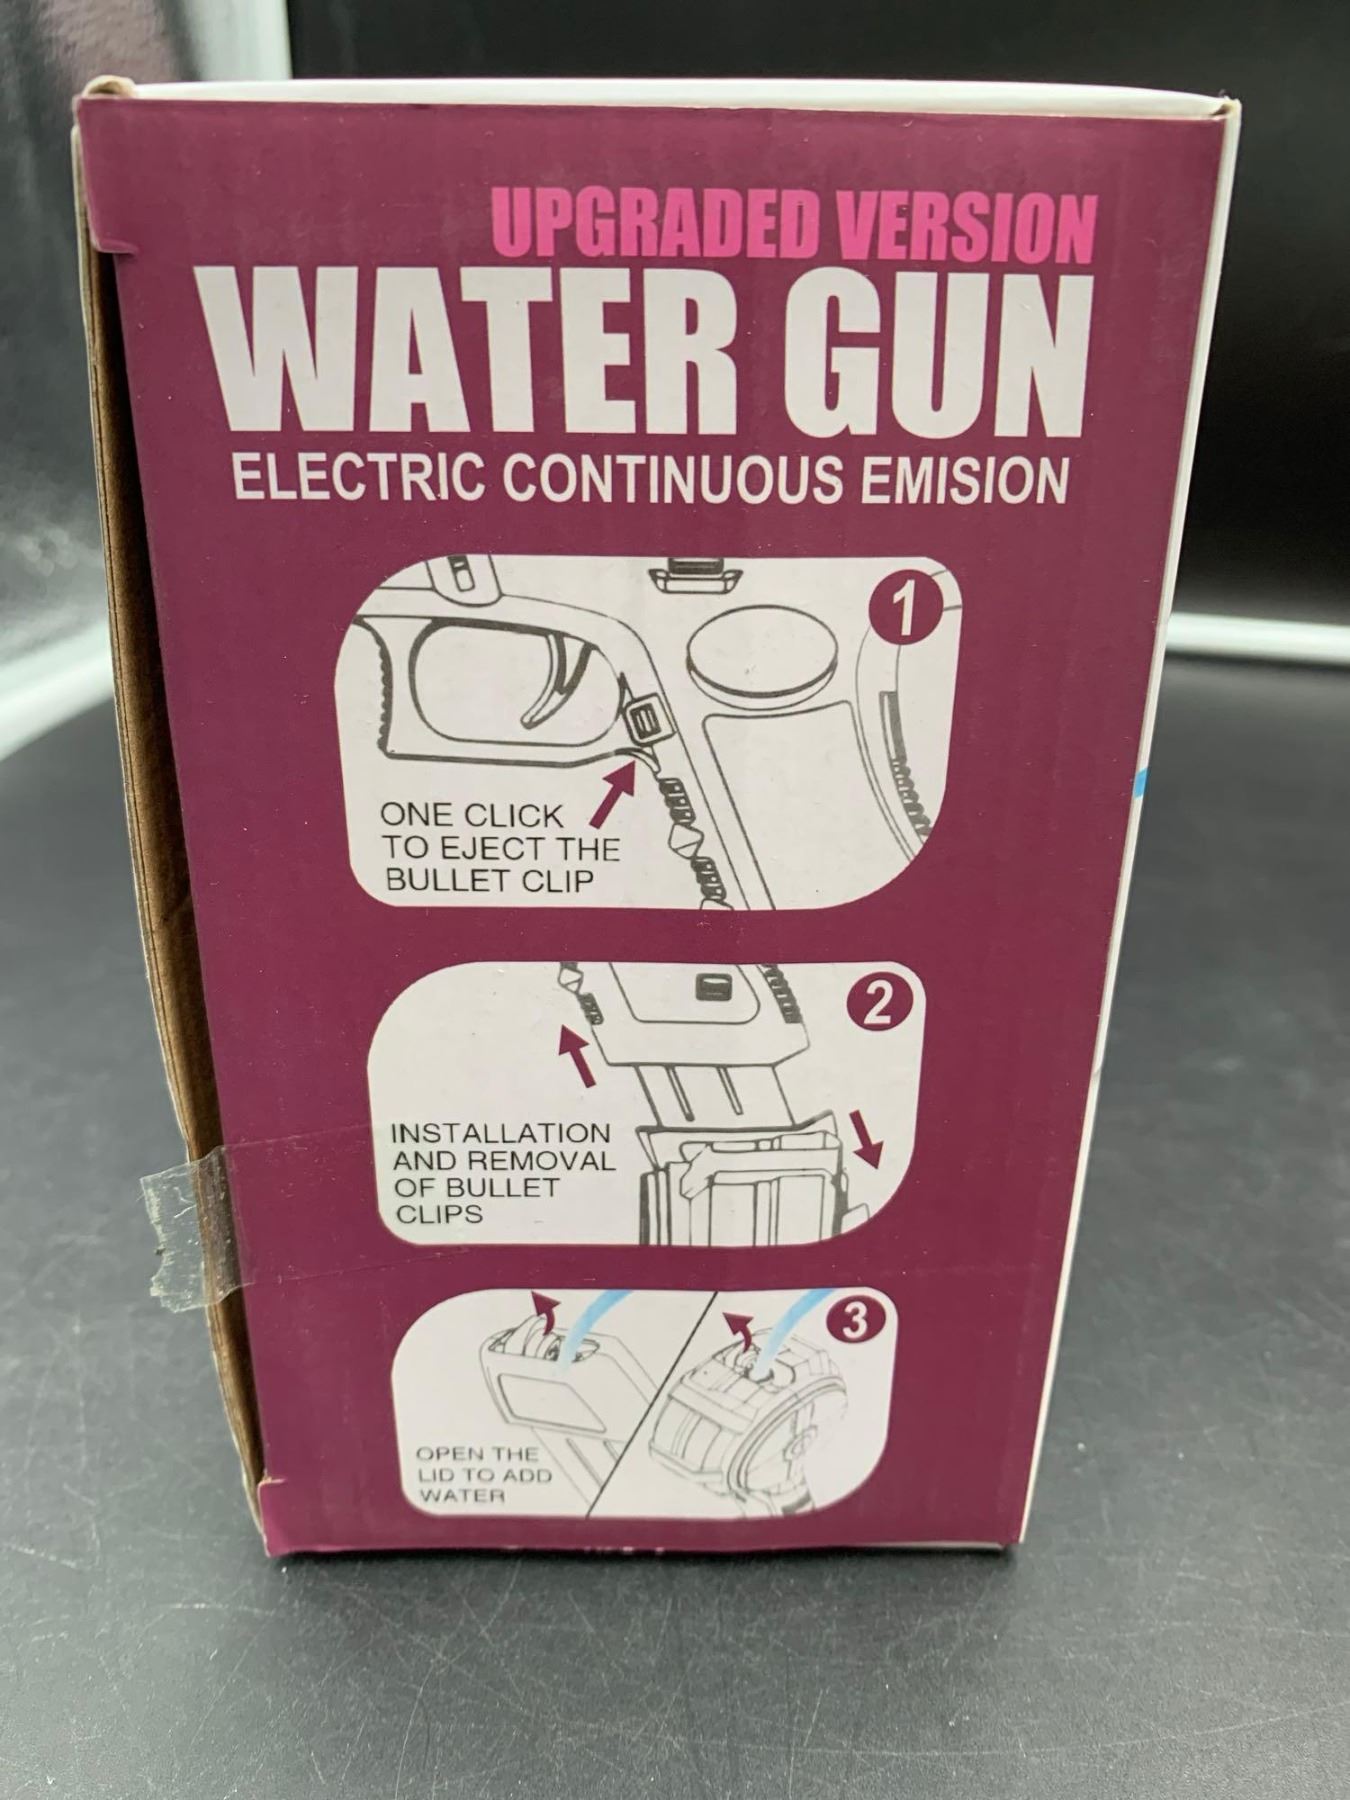 UPGRADED VERSION
WATER GUN
ELECTRIC CONTINUOUS EMISION
1
ONE CLICK
TO EJECT THE
BULLET CLIP
2
INSTALLATION
AND REMOVAL
OF BULLET
CLIPS
3
OPEN THE
LID TO ADD
WATER